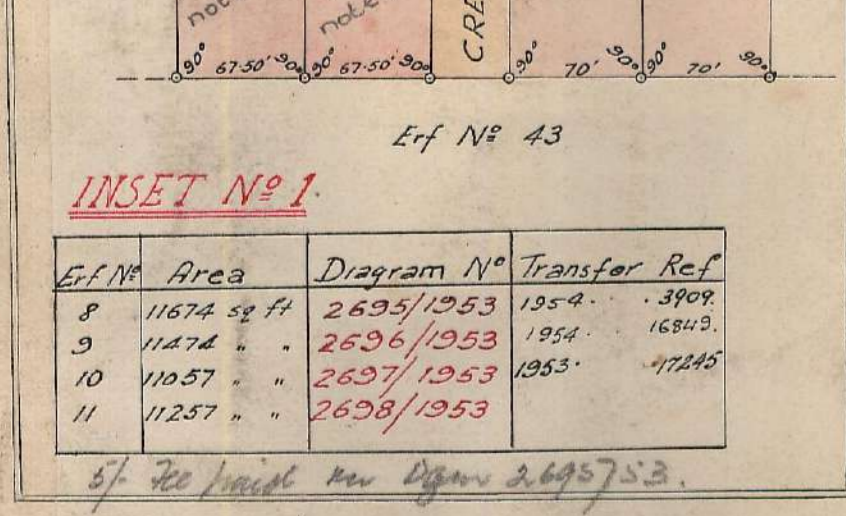 not
note
CRE
90° 67·50' 90° 90° 67·50' 90° 90° 70' 90° 90° 70' 90°
Erf Nº 43
INSET Nº 1.
Erf Nº Area Diagram Nº Transfer Ref
8 11674 sq ft 2695/1953 1954· ·3909.
9 11474 " " 2696/1953 1954· 16849.
10 11057 " " 2697/1953 1953· ·17245
11 11257 " " 2698/1953
5/- Fee paid on Dgm 2695/53.